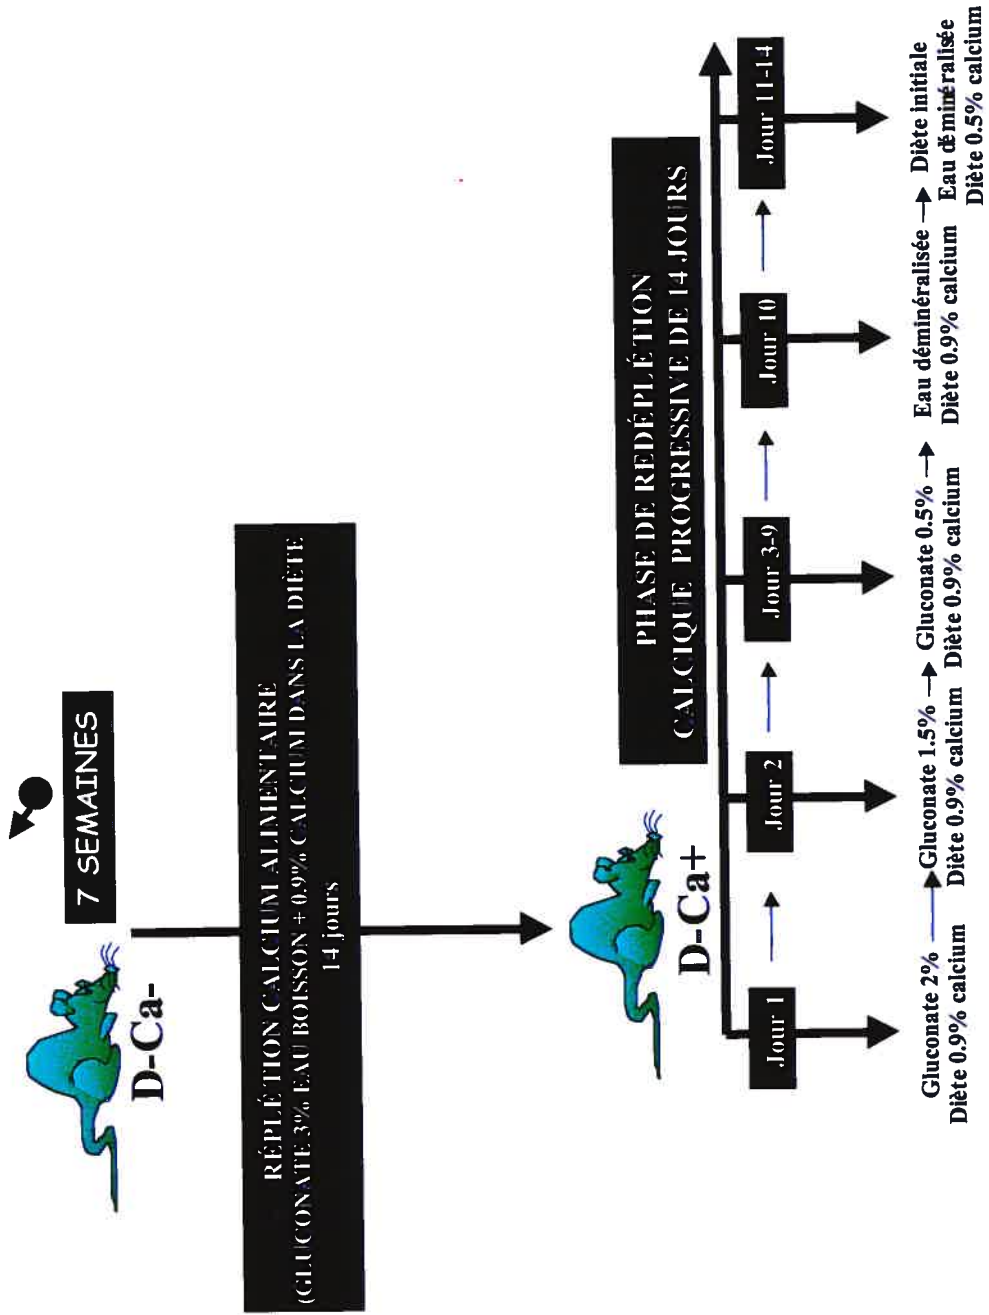 7 SEMAINES
D-Ca-
RÉPLÉTION CALCIUM ALIMENTAIRE
(GLUCONATE 3% EAU BOISSON + 0.9% CALCIUM DANS LA DIÈTE
14 jours
D-Ca+
PHASE DE REDÉPLÉTION
CALCIQUE PROGRESSIVE DE 14 JOURS
Jour 1
Jour 2
Jour 3-9
Jour 10
Jour 11-14
Gluconate 2%
Diète 0.9% calcium
Gluconate 1.5%
Diète 0.9% calcium
Gluconate 0.5%
Diète 0.9% calcium
Eau déminéralisée
Diète 0.9% calcium
Diète initiale
Eau déminéralisée
Diète 0.5% calcium